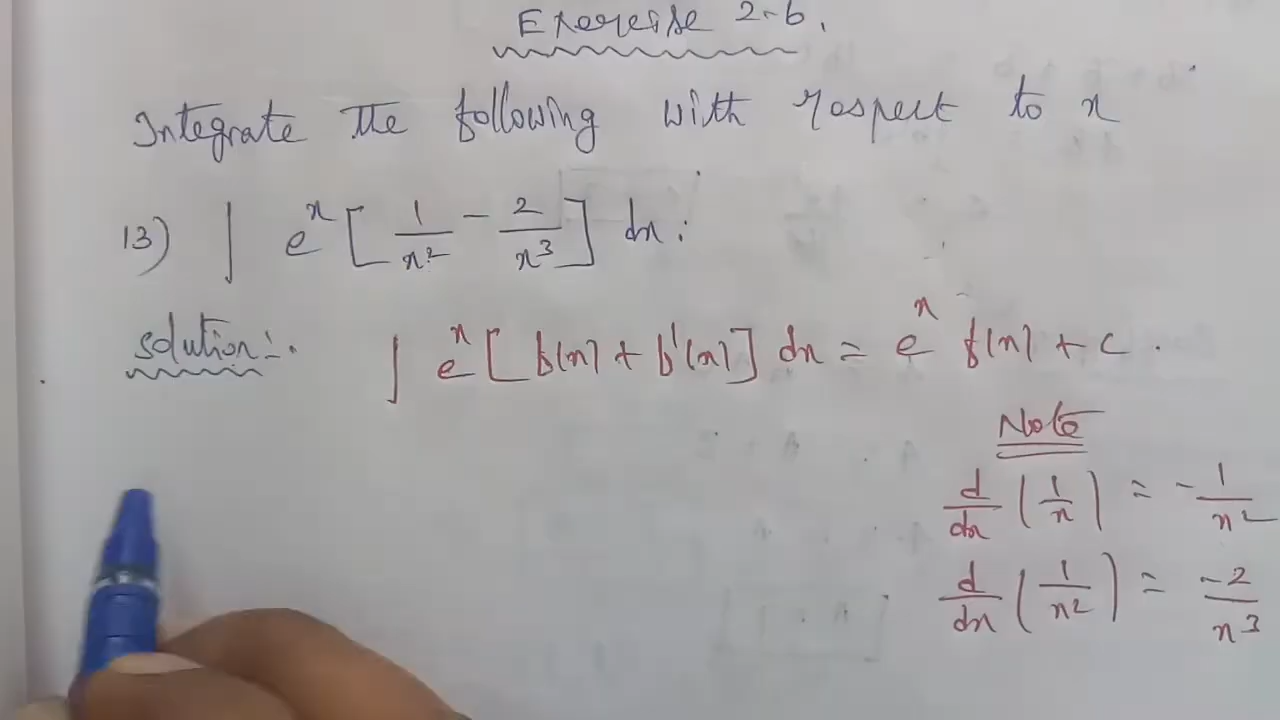 Exercise 2.6.
Integrate the following with respect to x
13) ∫ e^x [ 1/x² - 2/x³ ] dx.
solution:-
∫ e^x [ f(x) + f'(x) ] dx = e^x f(x) + c .
Note
d/dx ( 1/x ) = - 1/x²
d/dx ( 1/x² ) = -2/x³